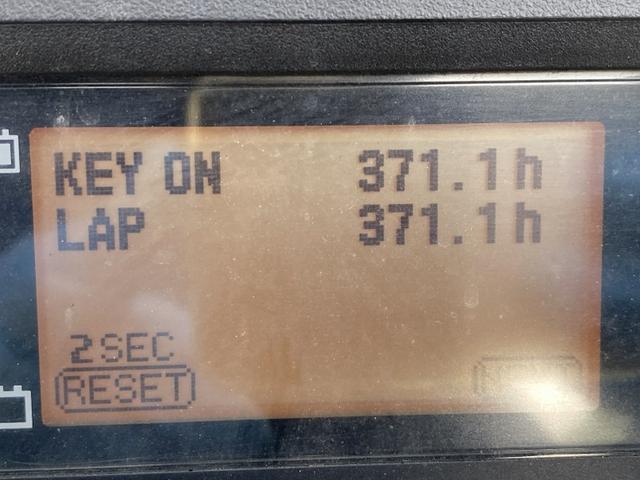 KEY ON 371.1h
LAP 371.1h
2SEC
RESET